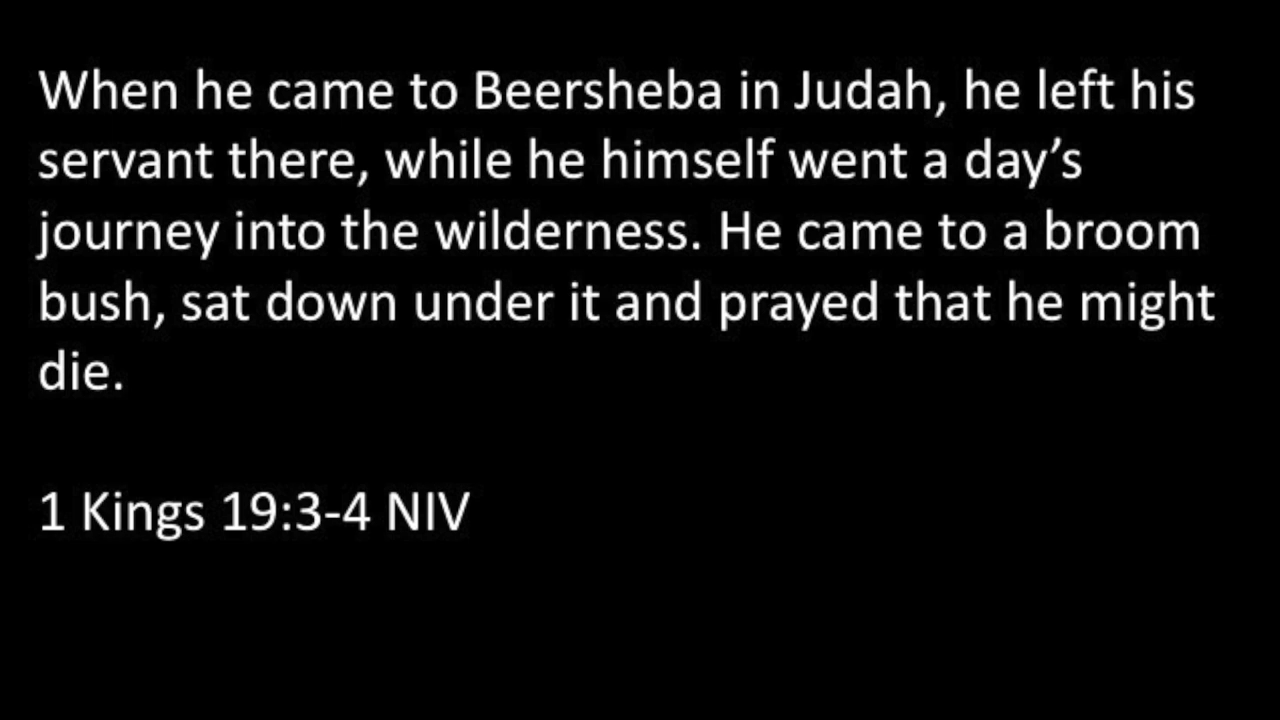 When he came to Beersheba in Judah, he left his
servant there, while he himself went a day’s
journey into the wilderness. He came to a broom
bush, sat down under it and prayed that he might
die.
1 Kings 19:3-4 NIV